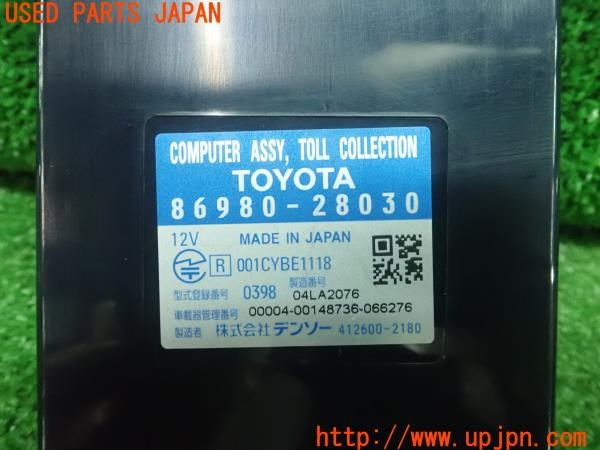 USED PARTS JAPAN
COMPUTER ASSY, TOLL COLLECTION
TOYOTA
86980-28030
12V MADE IN JAPAN
R 001CYBE1118
型式登録番号 0398 製造番号 04LA2076
車載器管理番号 00004-00148736-066276
製造者 株式会社 デンソー 412600-2180
http://www.upjpn.com